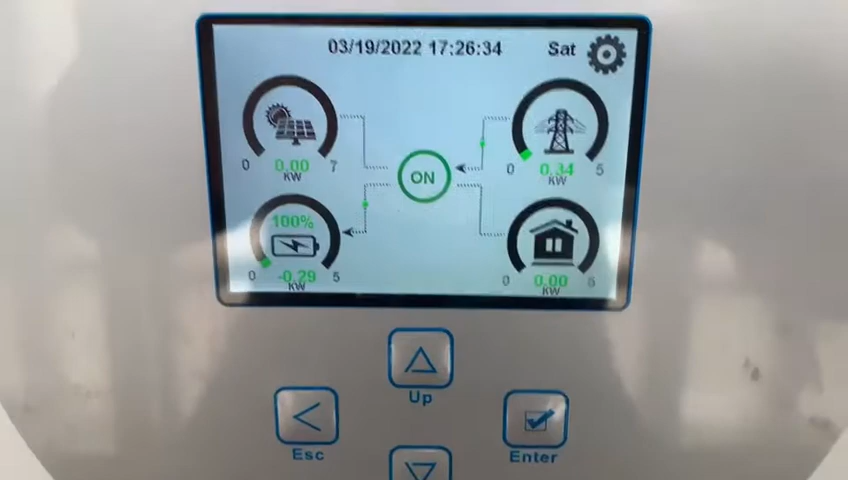 03/19/2022 17:26:34 Sat
0 0.00 7
KW
0 0.34 5
KW
ON
100%
0 -0.29 5
KW
0 0.00 6
KW
Up
Esc
Enter